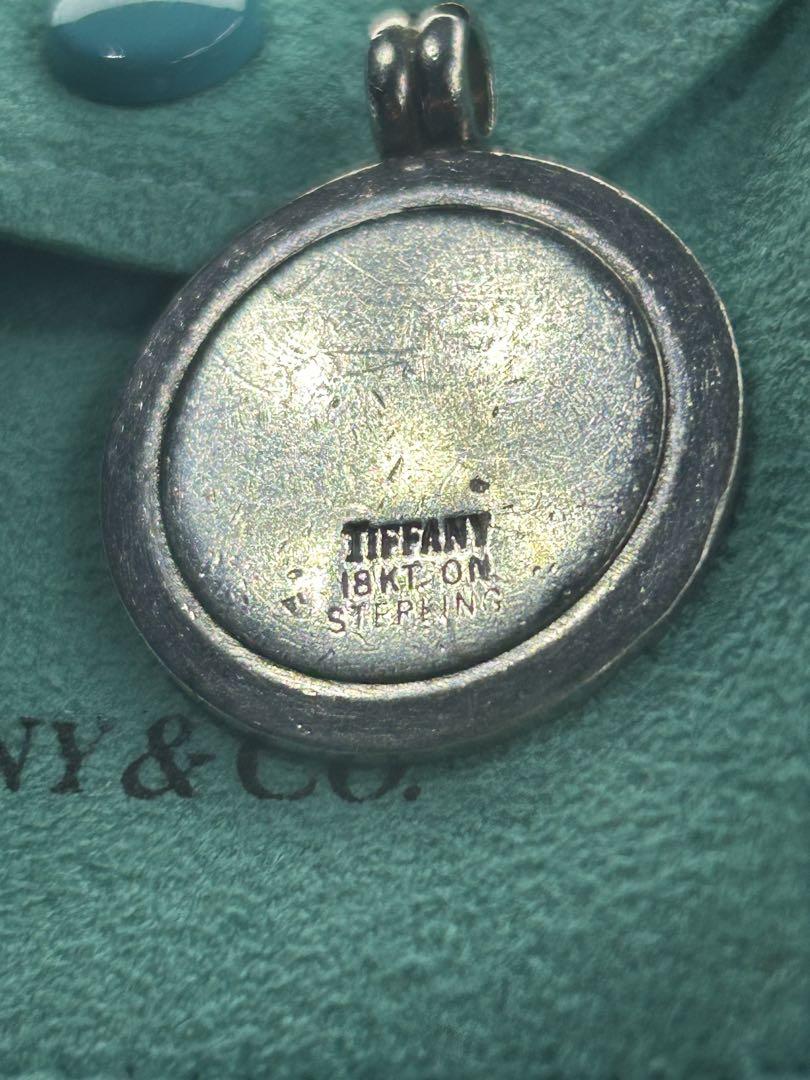 TIFFANY
18KT. ON
STERLING
NY & CO.